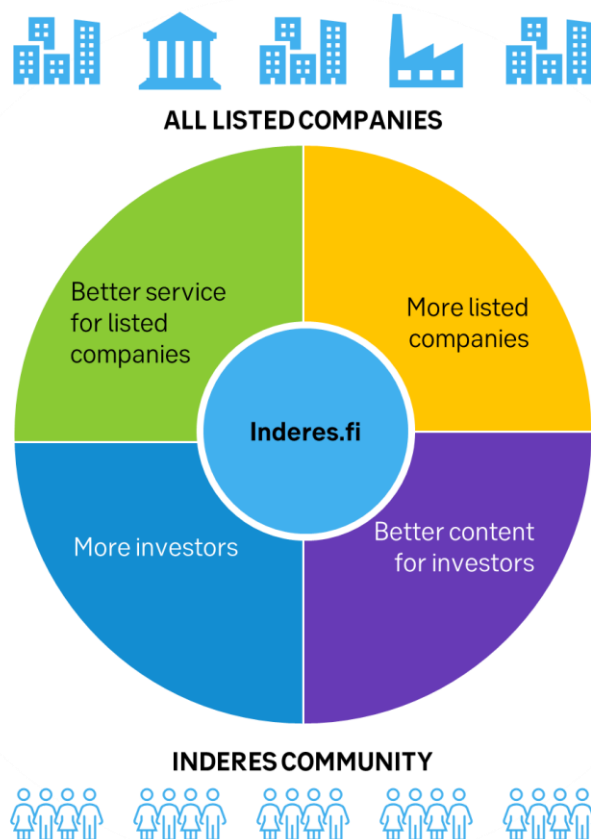 ALL LISTED COMPANIES
Better service
for listed
companies
More listed
companies
Inderes.fi
More investors
Better content
for investors
INDERES COMMUNITY